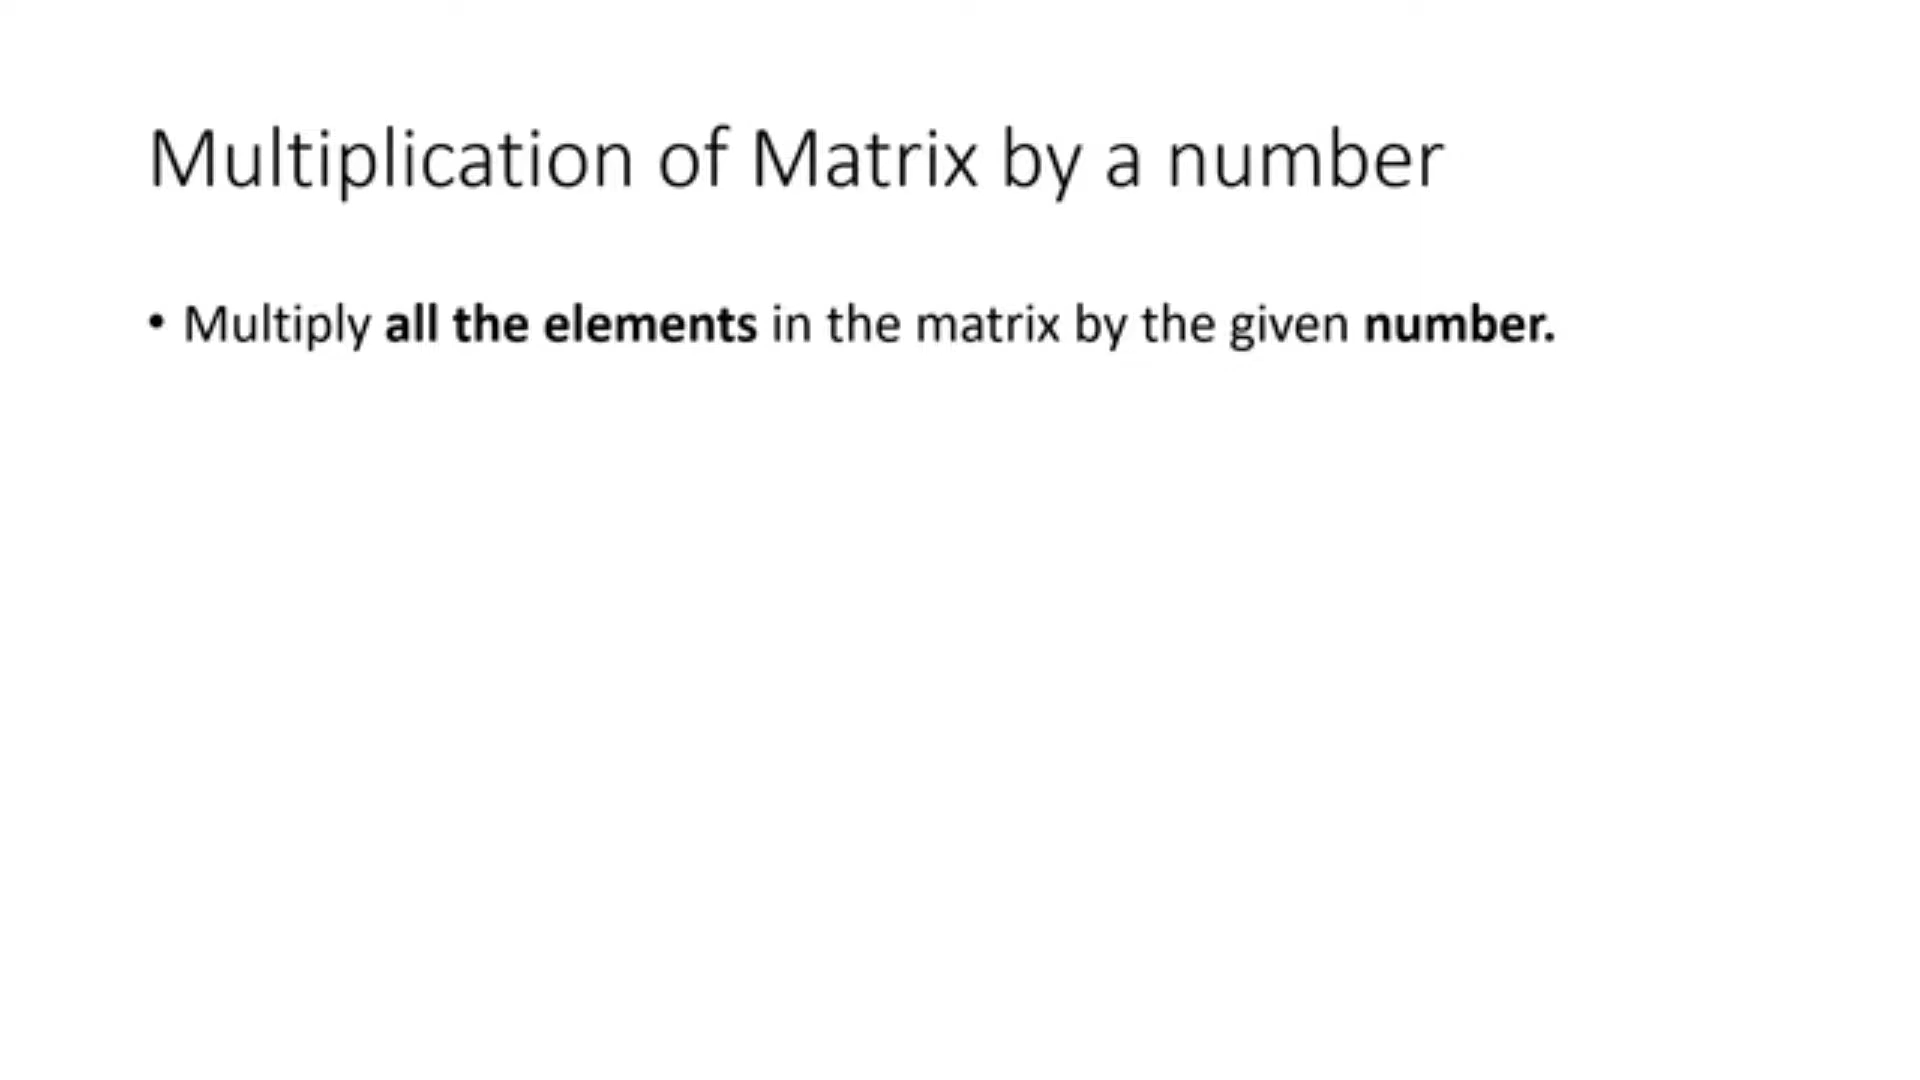 Multiplication of Matrix by a number
• Multiply all the elements in the matrix by the given number.